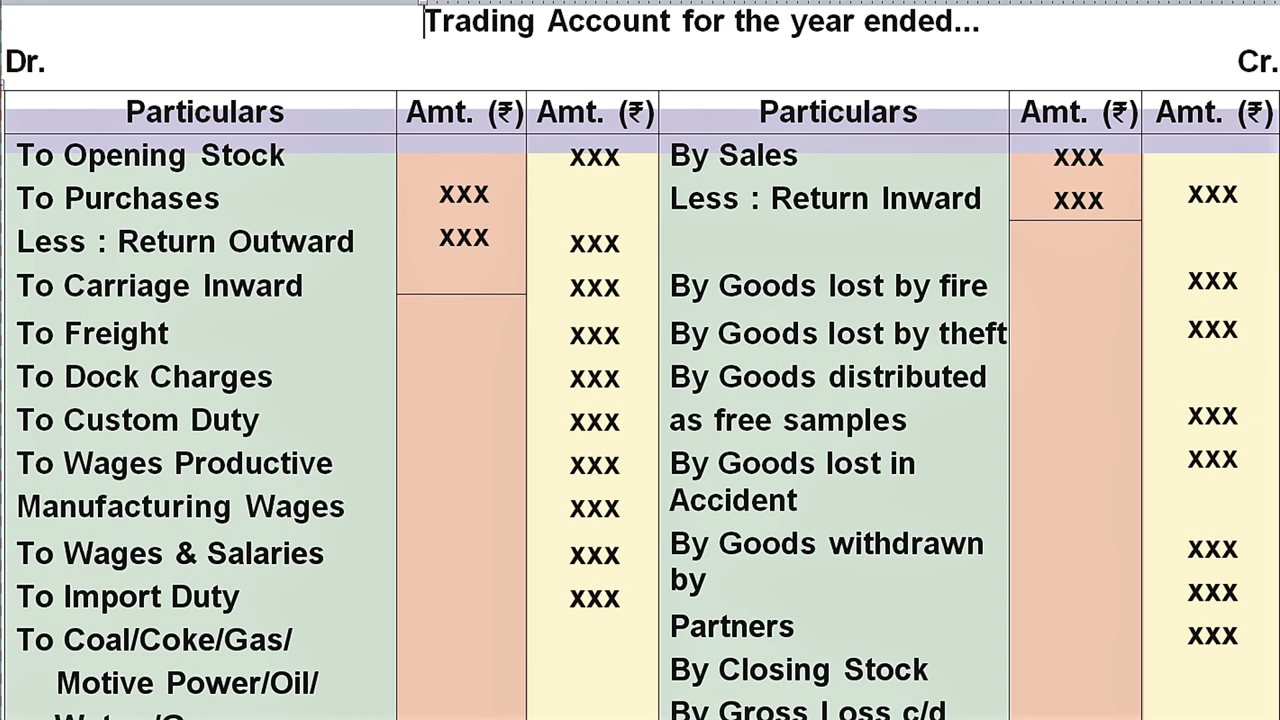 Trading Account for the year ended...
Dr. Cr.
Particulars Amt. (₹) Amt. (₹) Particulars Amt. (₹) Amt. (₹)
To Opening Stock xxx By Sales xxx
To Purchases xxx Less : Return Inward xxx xxx
Less : Return Outward xxx xxx
To Carriage Inward xxx By Goods lost by fire xxx
To Freight xxx By Goods lost by theft xxx
To Dock Charges xxx By Goods distributed
To Custom Duty xxx as free samples xxx
To Wages Productive xxx By Goods lost in xxx
Manufacturing Wages xxx Accident
To Wages & Salaries xxx By Goods withdrawn xxx
To Import Duty xxx by xxx
To Coal/Coke/Gas/ Partners xxx
Motive Power/Oil/ By Closing Stock
By Gross Loss c/d